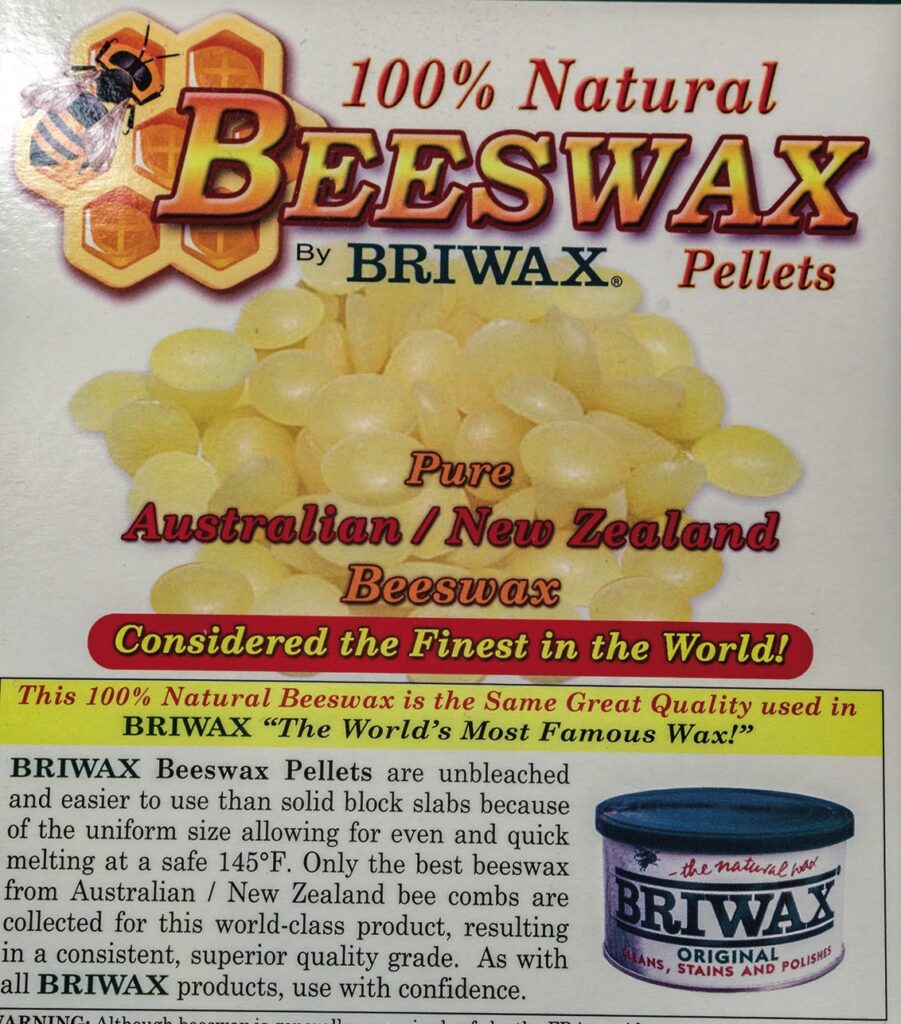 100% Natural
BEESWAX
By BRIWAX® Pellets
Pure
Australian / New Zealand
Beeswax
Considered the Finest in the World!
This 100% Natural Beeswax is the Same Great Quality used in
BRIWAX “The World’s Most Famous Wax!”
BRIWAX Beeswax Pellets are unbleached
and easier to use than solid block slabs because
of the uniform size allowing for even and quick
melting at a safe 145°F. Only the best beeswax
from Australian / New Zealand bee combs are
collected for this world-class product, resulting
in a consistent, superior quality grade. As with
all BRIWAX products, use with confidence.
the natural wax
BRIWAX
ORIGINAL
CLEANS, STAINS AND POLISHES
WARNING: Although beeswax is generally